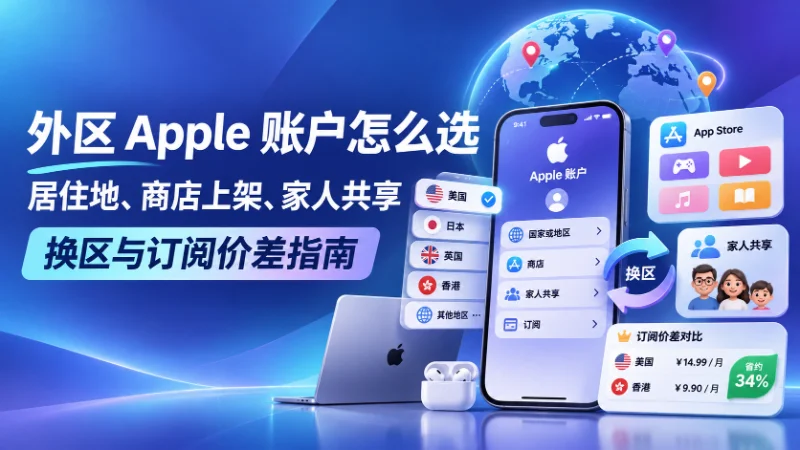 外区 Apple 账户怎么选
居住地、商店上架、家人共享
换区与订阅价差指南
美国
日本
英国
香港
其他地区 ...
9:41
Apple 账户
国家或地区
商店
家人共享
订阅
换区
App Store
家人共享
订阅价差对比
美国 ¥14.99 / 月
香港 ¥9.90 / 月
省约
34%